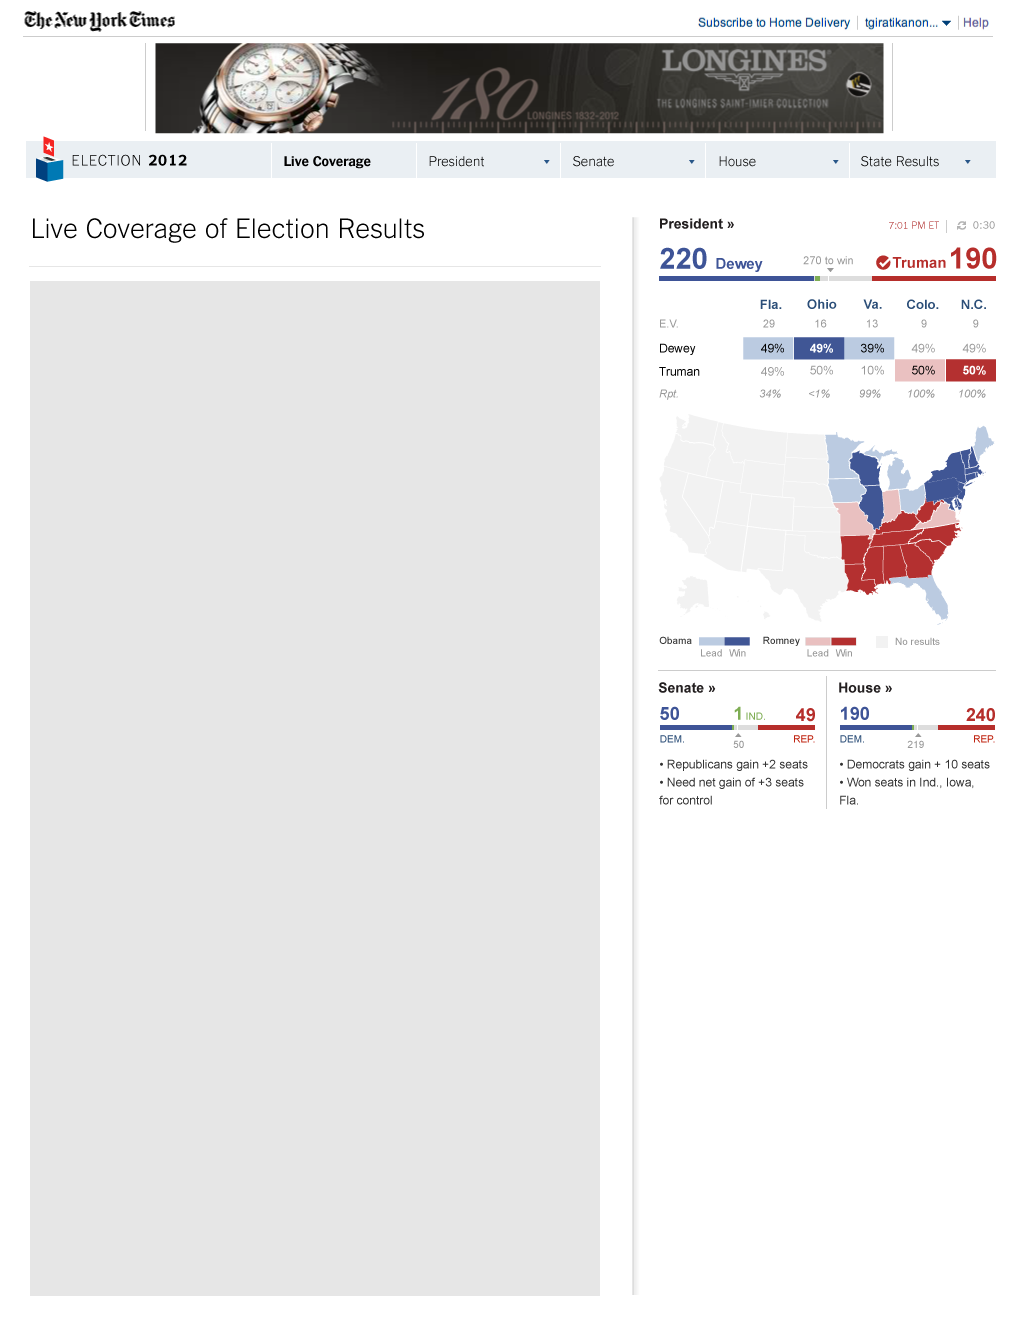 The New York Times
Subscribe to Home Delivery tgiratikanon... Help
LONGINES
180 LONGINES 1832-2012
THE LONGINES SAINT-IMIER COLLECTION
ELECTION 2012 Live Coverage President Senate House State Results
Live Coverage of Election Results
President » 7:01 PM ET 0:30
220 Dewey 270 to win Truman 190
Fla. Ohio Va. Colo. N.C.
E.V. 29 16 13 9 9
Dewey 49% 49% 39% 49% 49%
Truman 49% 50% 10% 50% 50%
Rpt. 34% <1% 99% 100% 100%
Obama Romney No results
Lead Win Lead Win
Senate »
50 1 IND. 49
DEM. 50 REP.
• Republicans gain +2 seats
• Need net gain of +3 seats
for control
House »
190 240
DEM. 219 REP.
• Democrats gain + 10 seats
• Won seats in Ind., Iowa,
Fla.